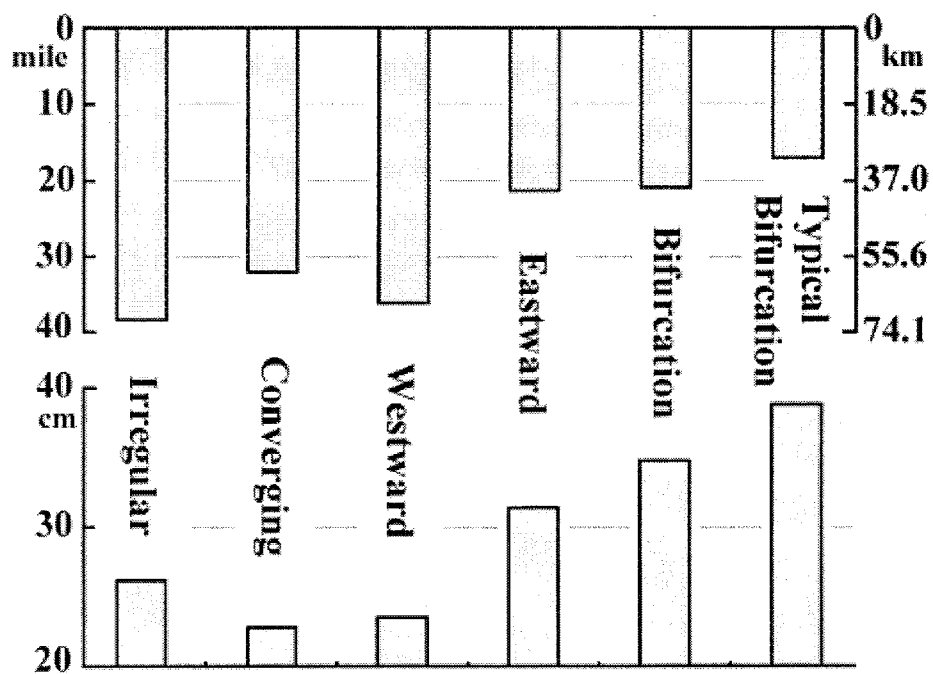 0
mile
10
20
30
40
0
km
18.5
37.0
55.6
74.1
Irregular
Converging
Westward
Eastward
Bifurcation
Typical
Bifurcation
40
cm
30
20